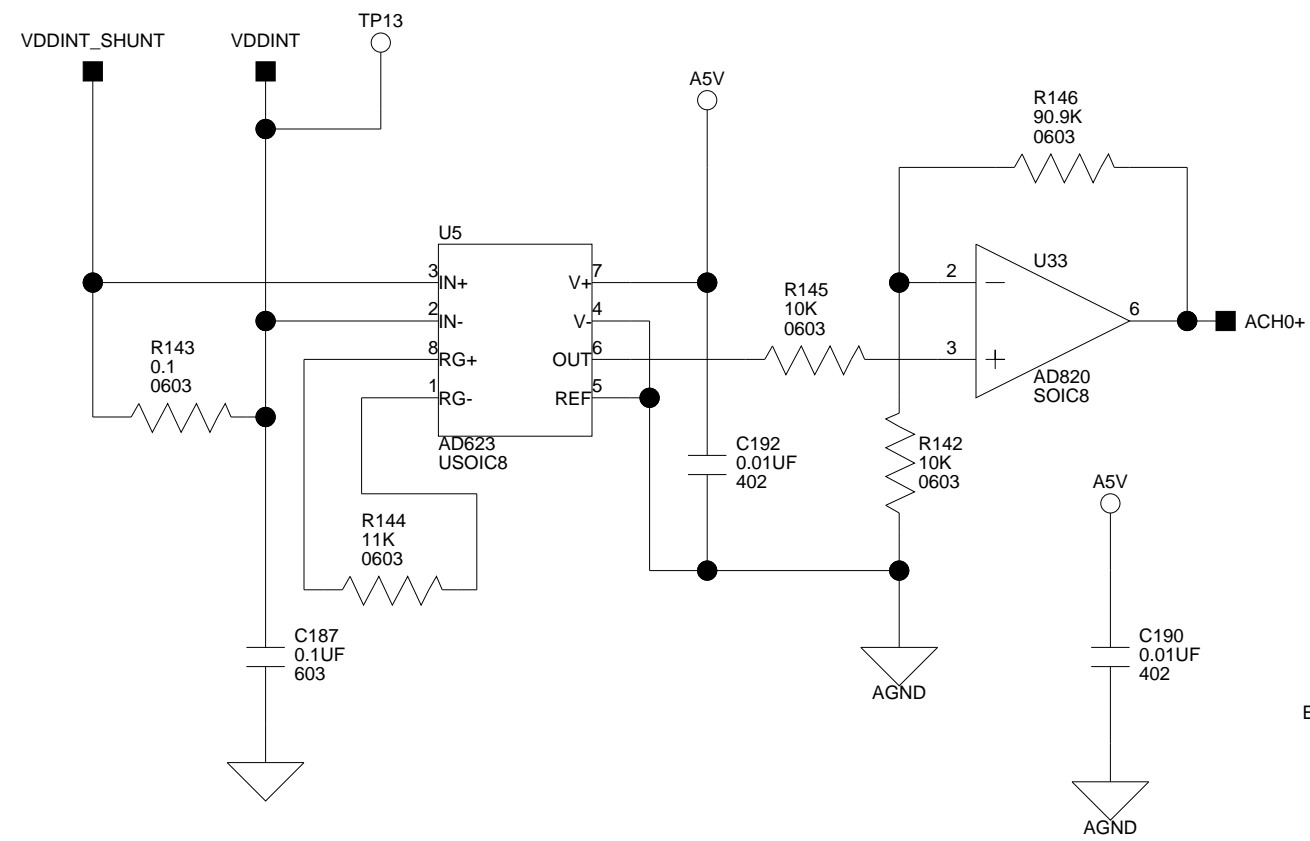 TP13
VDDINT_SHUNT
VDDINT
A5V
R146
90.9K
0603
U5
3
IN+
2
IN-
8
RG+
1
RG-
7
V+
4
V-
6
OUT
5
REF
AD623
USOIC8
R143
0.1
0603
R144
11K
0603
C187
0.1UF
603
R145
10K
0603
C192
0.01UF
402
2
3
U33
6
ACH0+
AD820
SOIC8
R142
10K
0603
AGND
A5V
C190
0.01UF
402
AGND